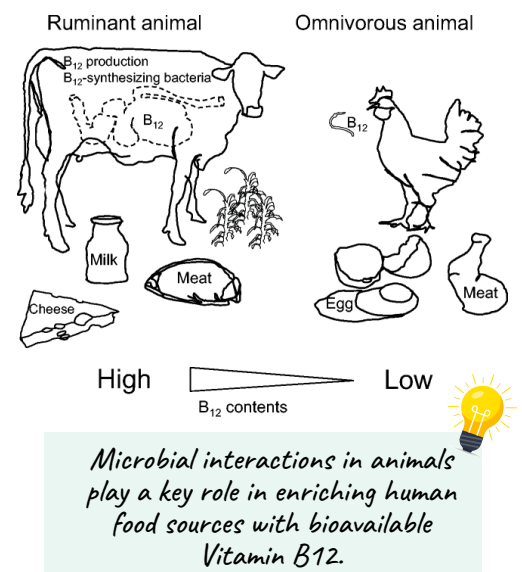 Ruminant animal
Omnivorous animal
B12 production
B12-synthesizing bacteria
B12
B12
Milk
Meat
Cheese
Egg
Meat
High
Low
B12 contents
Microbial interactions in animals
play a key role in enriching human
food sources with bioavailable
Vitamin B12.